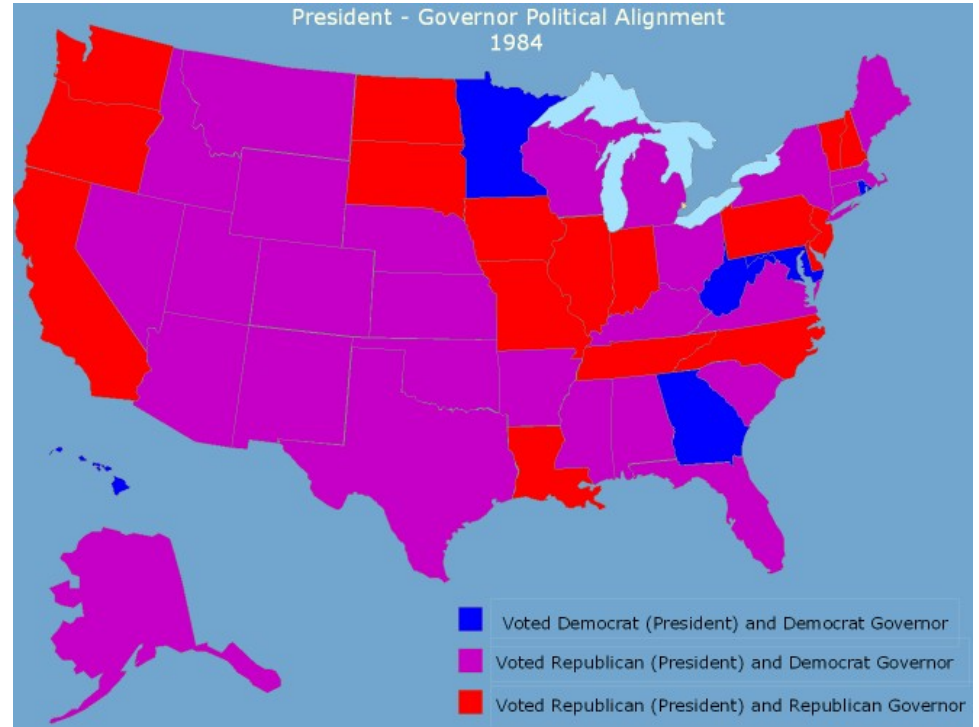 President - Governor Political Alignment
1984
Voted Democrat (President) and Democrat Governor
Voted Republican (President) and Democrat Governor
Voted Republican (President) and Republican Governor